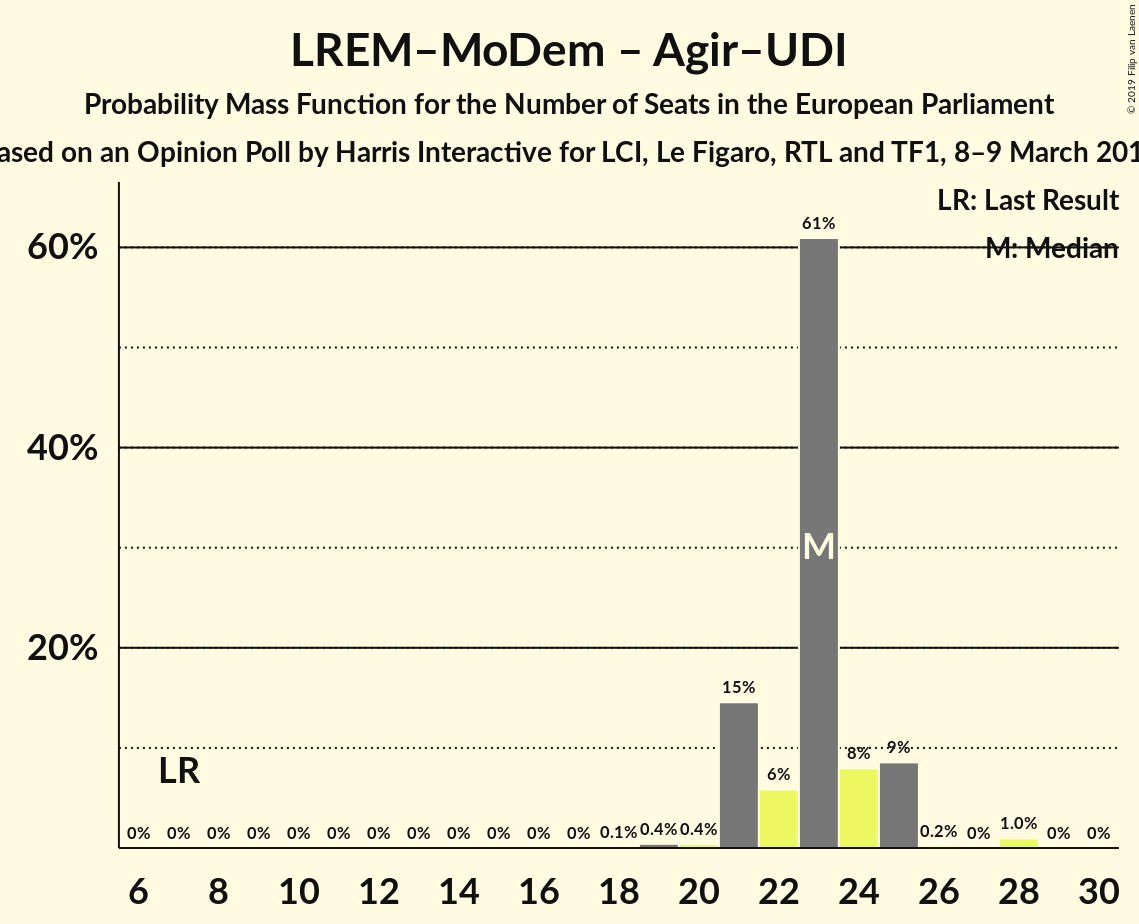 LREM–MoDem – Agir–UDI
Probability Mass Function for the Number of Seats in the European Parliament
ased on an Opinion Poll by Harris Interactive for LCI, Le Figaro, RTL and TF1, 8–9 March 201
© 2019 Filip van Laenen
LR: Last Result
M: Median
60%
40%
20%
61%
M
15%
6%
8%
9%
LR
0% 0% 0% 0% 0% 0% 0% 0% 0% 0% 0% 0% 0.1% 0.4% 0.4% 0.2% 0% 1.0% 0% 0%
6 8 10 12 14 16 18 20 22 24 26 28 30